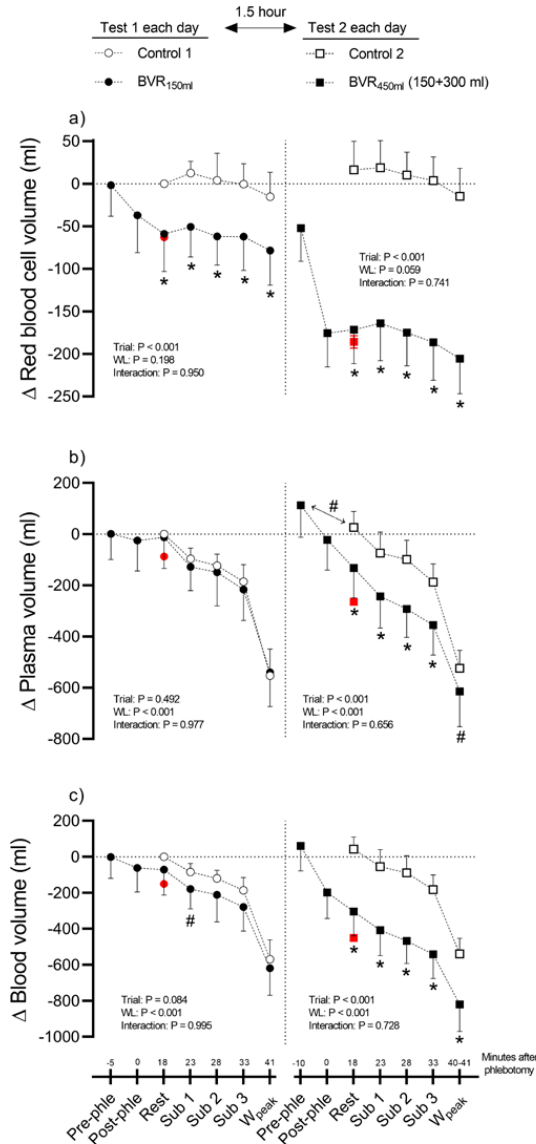 1.5 hour
Test 1 each day
Test 2 each day
Control 1
Control 2
BVR150ml
BVR450ml (150+300 ml)
a)
Δ Red blood cell volume (ml)
50
0
-50
-100
-150
-200
-250
Trial: P < 0.001
WL: P = 0.198
Interaction: P = 0.950
* * * * *
Trial: P < 0.001
WL: P = 0.059
Interaction: P = 0.741
* * * * *
b)
Δ Plasma volume (ml)
200
0
-200
-400
-600
-800
Trial: P = 0.492
WL: P < 0.001
Interaction: P = 0.977
#
* * * *
#
Trial: P < 0.001
WL: P < 0.001
Interaction: P = 0.656
c)
Δ Blood volume (ml)
200
0
-200
-400
-600
-800
-1000
#
Trial: P = 0.084
WL: P < 0.001
Interaction: P = 0.995
* * * * *
Trial: P < 0.001
WL: P < 0.001
Interaction: P = 0.728
-5 0 18 23 28 33 41
-10 0 18 23 28 33 40-41
Minutes after
phlebotomy
Pre-phle Post-phle Rest Sub 1 Sub 2 Sub 3 Wpeak
Pre-phle Post-phle Rest Sub 1 Sub 2 Sub 3 Wpeak